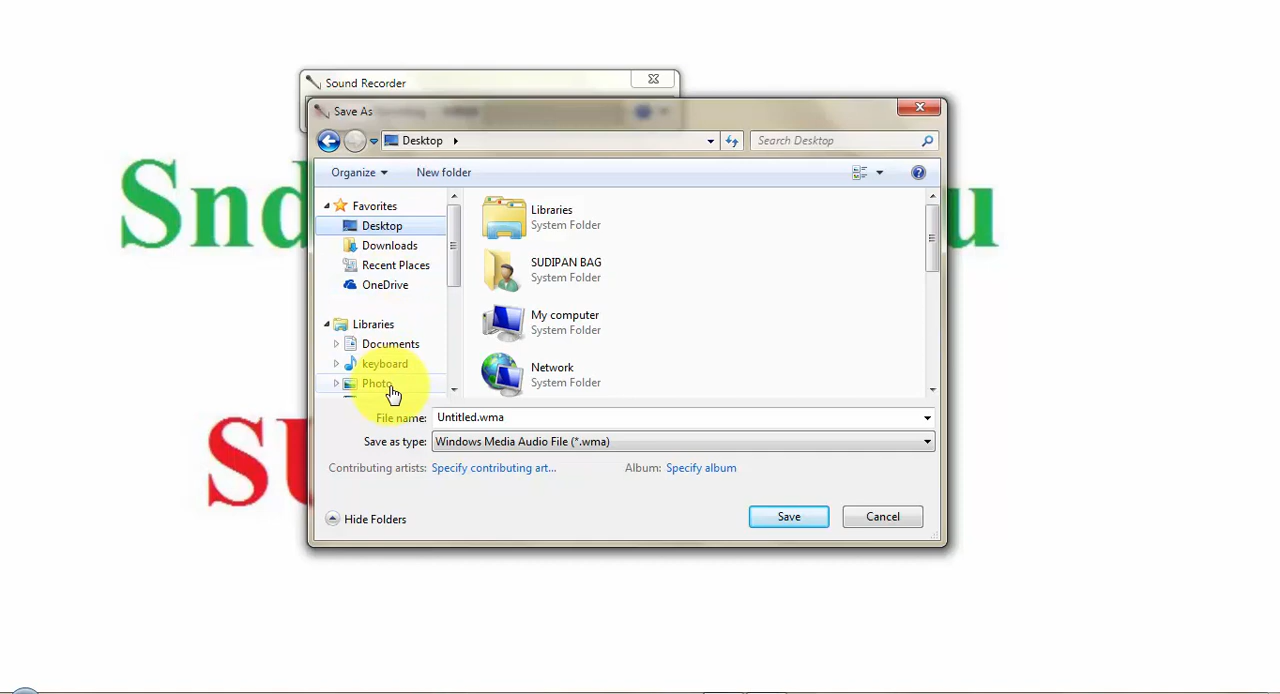 Sound Recorder
Save As
Desktop
Search Desktop
Organize
New folder
Favorites
Desktop
Downloads
Recent Places
OneDrive
Libraries
Documents
keyboard
Photo
Libraries
System Folder
SUDIPAN BAG
System Folder
My computer
System Folder
Network
System Folder
Snd
u
SU
File name: Untitled.wma
Save as type: Windows Media Audio File (*.wma)
Contributing artists: Specify contributing art... Album: Specify album
Hide Folders
Save
Cancel